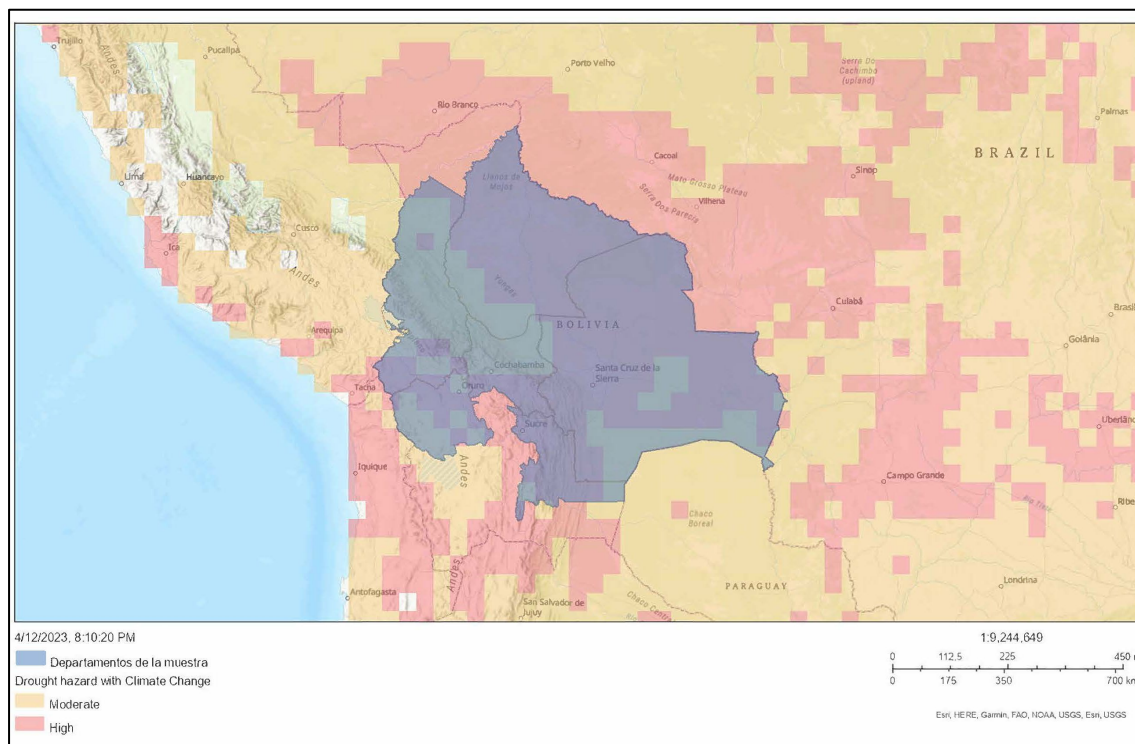 Trujillo
Andes
Pucallpa
Porto Velho
Serra Do
Cachimbo
(upland)
Palmas
Rio Branco
BRAZIL
Lima
Huancayo
Llanos de
Mojos
Cacoal
Mato Grosso Plateau
Sinop
Serra Dos Parecis
Vilhena
Cusco
Ica
Andes
Yungas
Arequipa
BOLIVIA
Cuiabá
Brasíl
Goiânia
Cochabamba
Santa Cruz de la
Sierra
Tacna
Oruro
Sucre
Uberlân
Iquique
Andes
Campo Grande
Chaco
Boreal
Ribe
Andes
PARAGUAY
Londrina
Antofagasta
San Salvador de
Jujuy
4/12/2023, 8:10:20 PM
Departamentos de la muestra
Drought hazard with Climate Change
Moderate
High
1:9,244,649
0 112.5 225 450 m
0 175 350 700 km
Esri, HERE, Garmin, FAO, NOAA, USGS, Esri, USGS